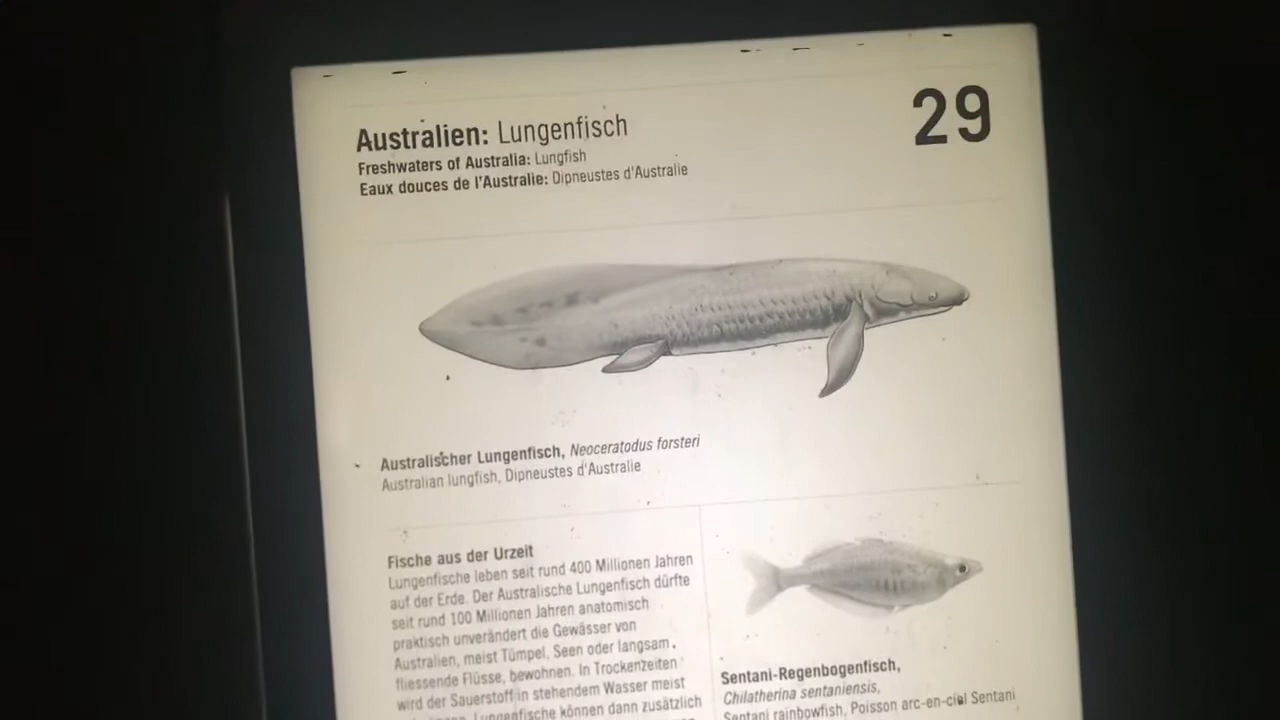 29
Australien: Lungenfisch
Freshwaters of Australia: Lungfish
Eaux douces de l'Australie: Dipneustes d'Australie
Australischer Lungenfisch, Neoceratodus forsteri
Australian lungfish, Dipneustes d'Australie
Fische aus der Urzeit
Lungenfische leben seit rund 400 Millionen Jahren
auf der Erde. Der Australische Lungenfisch dürfte
seit rund 100 Millionen Jahren anatomisch
praktisch unverändert die Gewässer von
Australien, meist Tümpel, Seen oder langsam
fliessende Flüsse, bewohnen. In Trockenzeiten
wird der Sauerstoff in stehendem Wasser meist
Lungenfische können dann zusätzlich
Sentani-Regenbogenfisch,
Chilatherina sentaniensis,
Sentani rainbowfish, Poisson arc-en-ciel Sentani